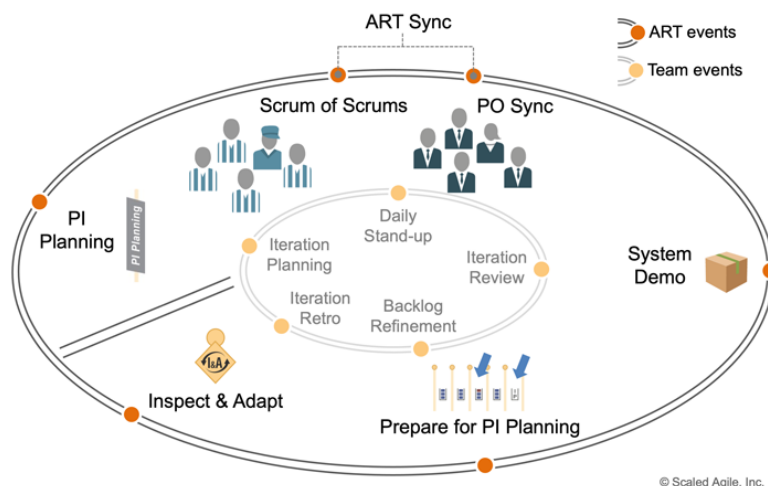 ART Sync
ART events
Team events
Scrum of Scrums
PO Sync
PI
Planning
PI Planning
Daily
Stand-up
Iteration
Planning
Iteration
Review
System
Demo
Iteration
Retro
Backlog
Refinement
I&A
Inspect & Adapt
Prepare for PI Planning
© Scaled Agile, Inc.